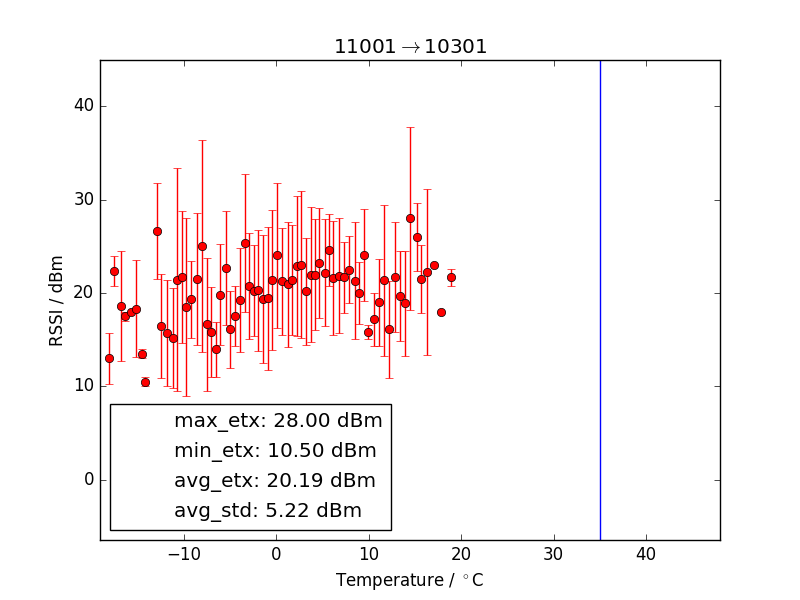 11001→10301
RSSI / dBm
40
30
20
10
0
max_etx: 28.00 dBm
min_etx: 10.50 dBm
avg_etx: 20.19 dBm
avg_std: 5.22 dBm
−10 0 10 20 30 40
Temperature / °C